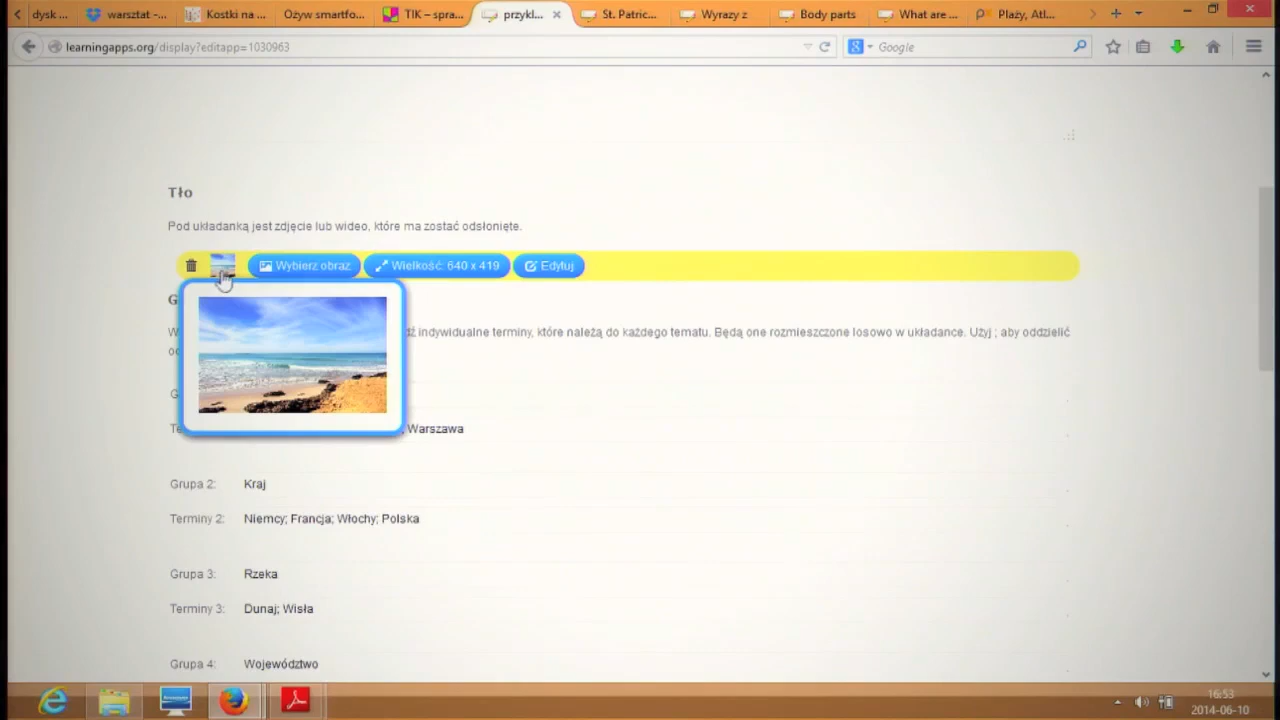 dysk ...
warsztat -...
Kostki na ...
Ożyw smartfo...
TIK – spra...
przykl...
St. Patric...
Wyrazy z
Body parts
What are ...
Plaży, Atl...
learningapps.org/display?editapp=1030963
Google
Tło
Pod układanką jest zdjęcie lub wideo, które ma zostać odsłonięte.
Wybierz obraz
Wielkość: 640 x 419
Edytuj
indywidualne terminy, które należą do każdego tematu. Będą one rozmieszczone losowo w układance. Użyj ; aby oddzielić
Warszawa
Grupa 2: Kraj
Terminy 2: Niemcy; Francja; Włochy; Polska
Grupa 3: Rzeka
Terminy 3: Dunaj; Wisła
Grupa 4: Województwo
16:53
2014-06-10